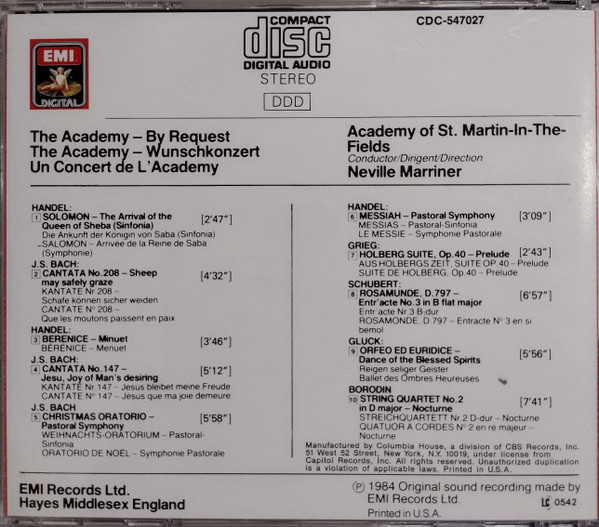 COMPACT
disc
DIGITAL AUDIO
STEREO
DDD
CDC-547027
EMI
DIGITAL
The Academy – By Request
The Academy – Wunschkonzert
Un Concert de L'Academy
Academy of St. Martin-In-The-
Fields
Conductor/Dirigent/Direction
Neville Marriner
HANDEL:
1 SOLOMON – The Arrival of the
Queen of Sheba (Sinfonia) [2'47"]
Die Ankunft der Königin von Saba (Sinfonia)
SALOMON – Arrivée de la Reine de Saba
(Symphonie)
J.S. BACH:
2 CANTATA No.208 – Sheep [4'32"]
may safely graze
KANTATE Nr 208 –
Schafe können sicher weiden
CANTATE Nº 208 –
Que les moutons paissent en paix
HANDEL:
3 BERENICE – Minuet [3'46"]
BÉRÉNICE – Menuet
J.S. BACH:
4 CANTATA No.147 – [5'12"]
Jesu, Joy of Man's desiring
KANTATE Nr 147 – Jesus bleibet meine Freude
CANTATE Nº 147 – Jesus que ma joie demeure
J.S. BACH
5 CHRISTMAS ORATORIO – [5'58"]
Pastoral Symphony
WEIHNACHTS-ORATORIUM – Pastoral-
Sinfonia
ORATORIO DE NOËL – Symphonie Pastorale
HANDEL:
6 MESSIAH – Pastoral Symphony [3'09"]
MESSIAS – Pastoral-Sinfonia
LE MESSIE – Symphonie Pastorale
GRIEG:
7 HOLBERG SUITE, Op.40 – Prelude [2'43"]
AUS HOLBERGS ZEIT, SUITE OP.40 – Prelude
SUITE DE HOLBERG, Op.40 – Prelude
SCHUBERT:
8 ROSAMUNDE, D.797 – [6'57"]
Entr'acte No.3 in B flat major
Entr'acte Nr.3 B-dur
ROSAMONDE, D.797 – Entracte Nº 3 en si
bemol
GLUCK:
9 ORFEO ED EURIDICE – [5'56"]
Dance of the Blessed Spirits
Reigen seliger Geister
Ballet des Ombres Heureuses
BORODIN
10 STRING QUARTET No.2 [7'41"]
in D major – Nocturne
STREICHQUARTETT Nr.2 D-dur – Nocturne
QUATUOR A CORDES Nº 2 en re majeur –
Nocturne
Manufactured by Columbia House, a division of CBS Records, Inc.
51 West 52 Street, New York, N.Y. 10019, under license from
Capitol Records, Inc. All rights reserved. Unauthorized duplication
is a violation of applicable laws. Printed in U.S.A.
EMI Records Ltd.
Hayes Middlesex England
℗ 1984 Original sound recording made by
EMI Records Ltd.
Printed in U.S.A.
LC 0542